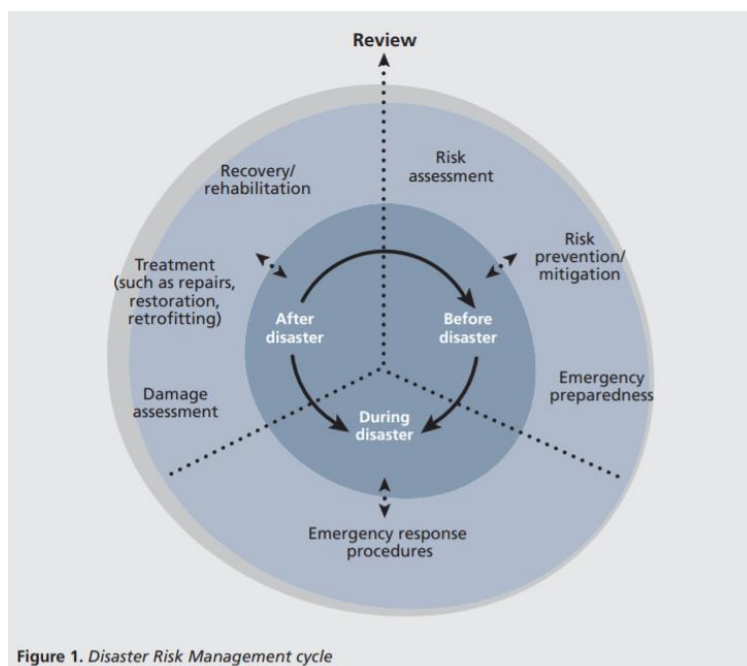 Review
Risk
assessment
Risk
prevention/
mitigation
Emergency
preparedness
Emergency response
procedures
Damage
assessment
Treatment
(such as repairs,
restoration,
retrofitting)
Recovery/
rehabilitation
After
disaster
Before
disaster
During
disaster
Figure 1. Disaster Risk Management cycle